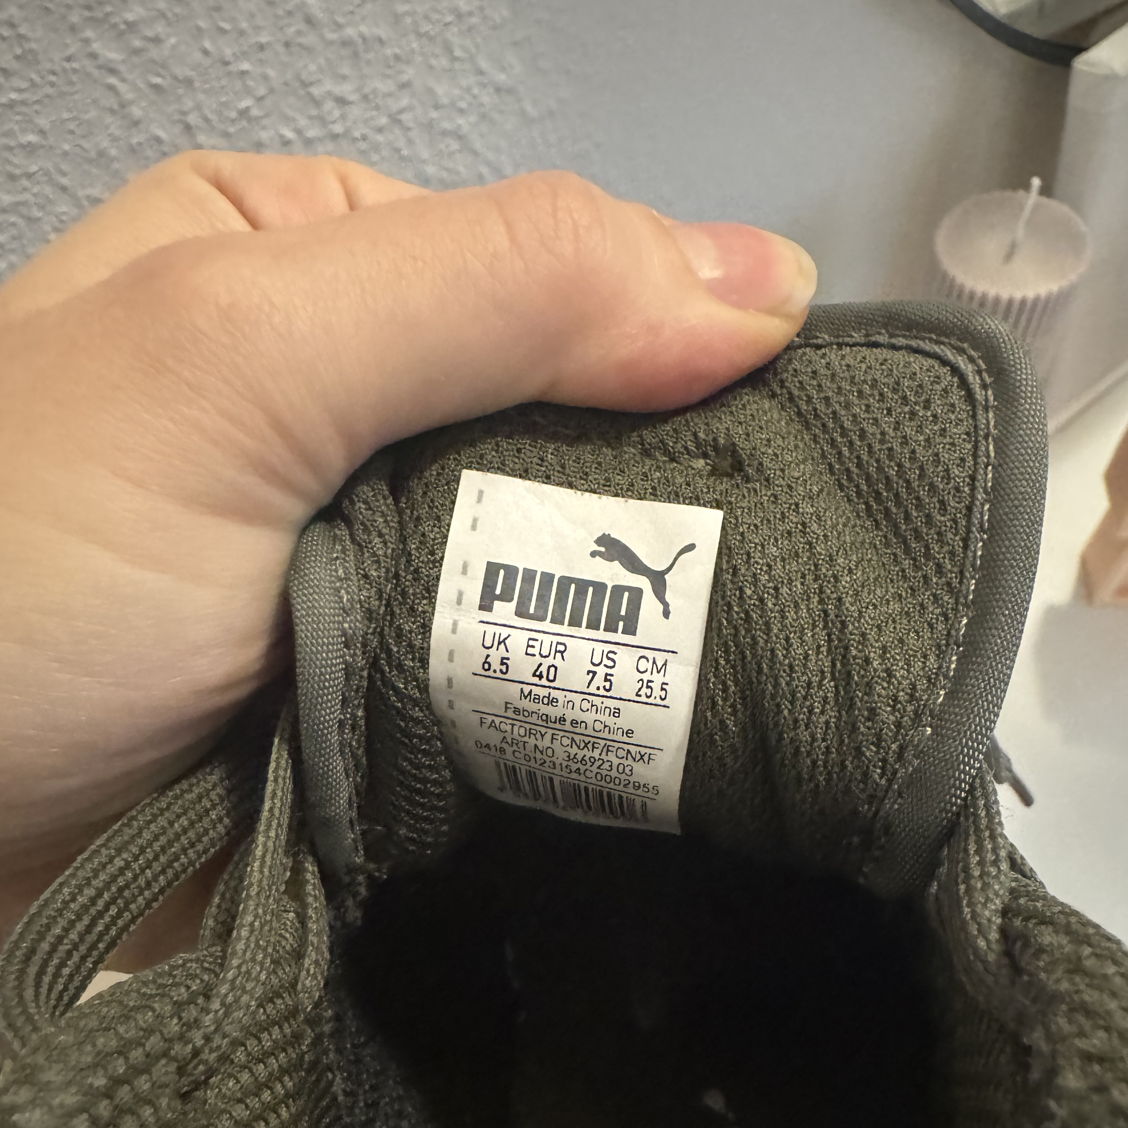 PUMA
UK EUR US CM
6.5 40 7.5 25.5
Made in China
Fabriqué en Chine
FACTORY FCNXF/FCNXF
ART.NO. 366923 03
0418 C0123154C0002955